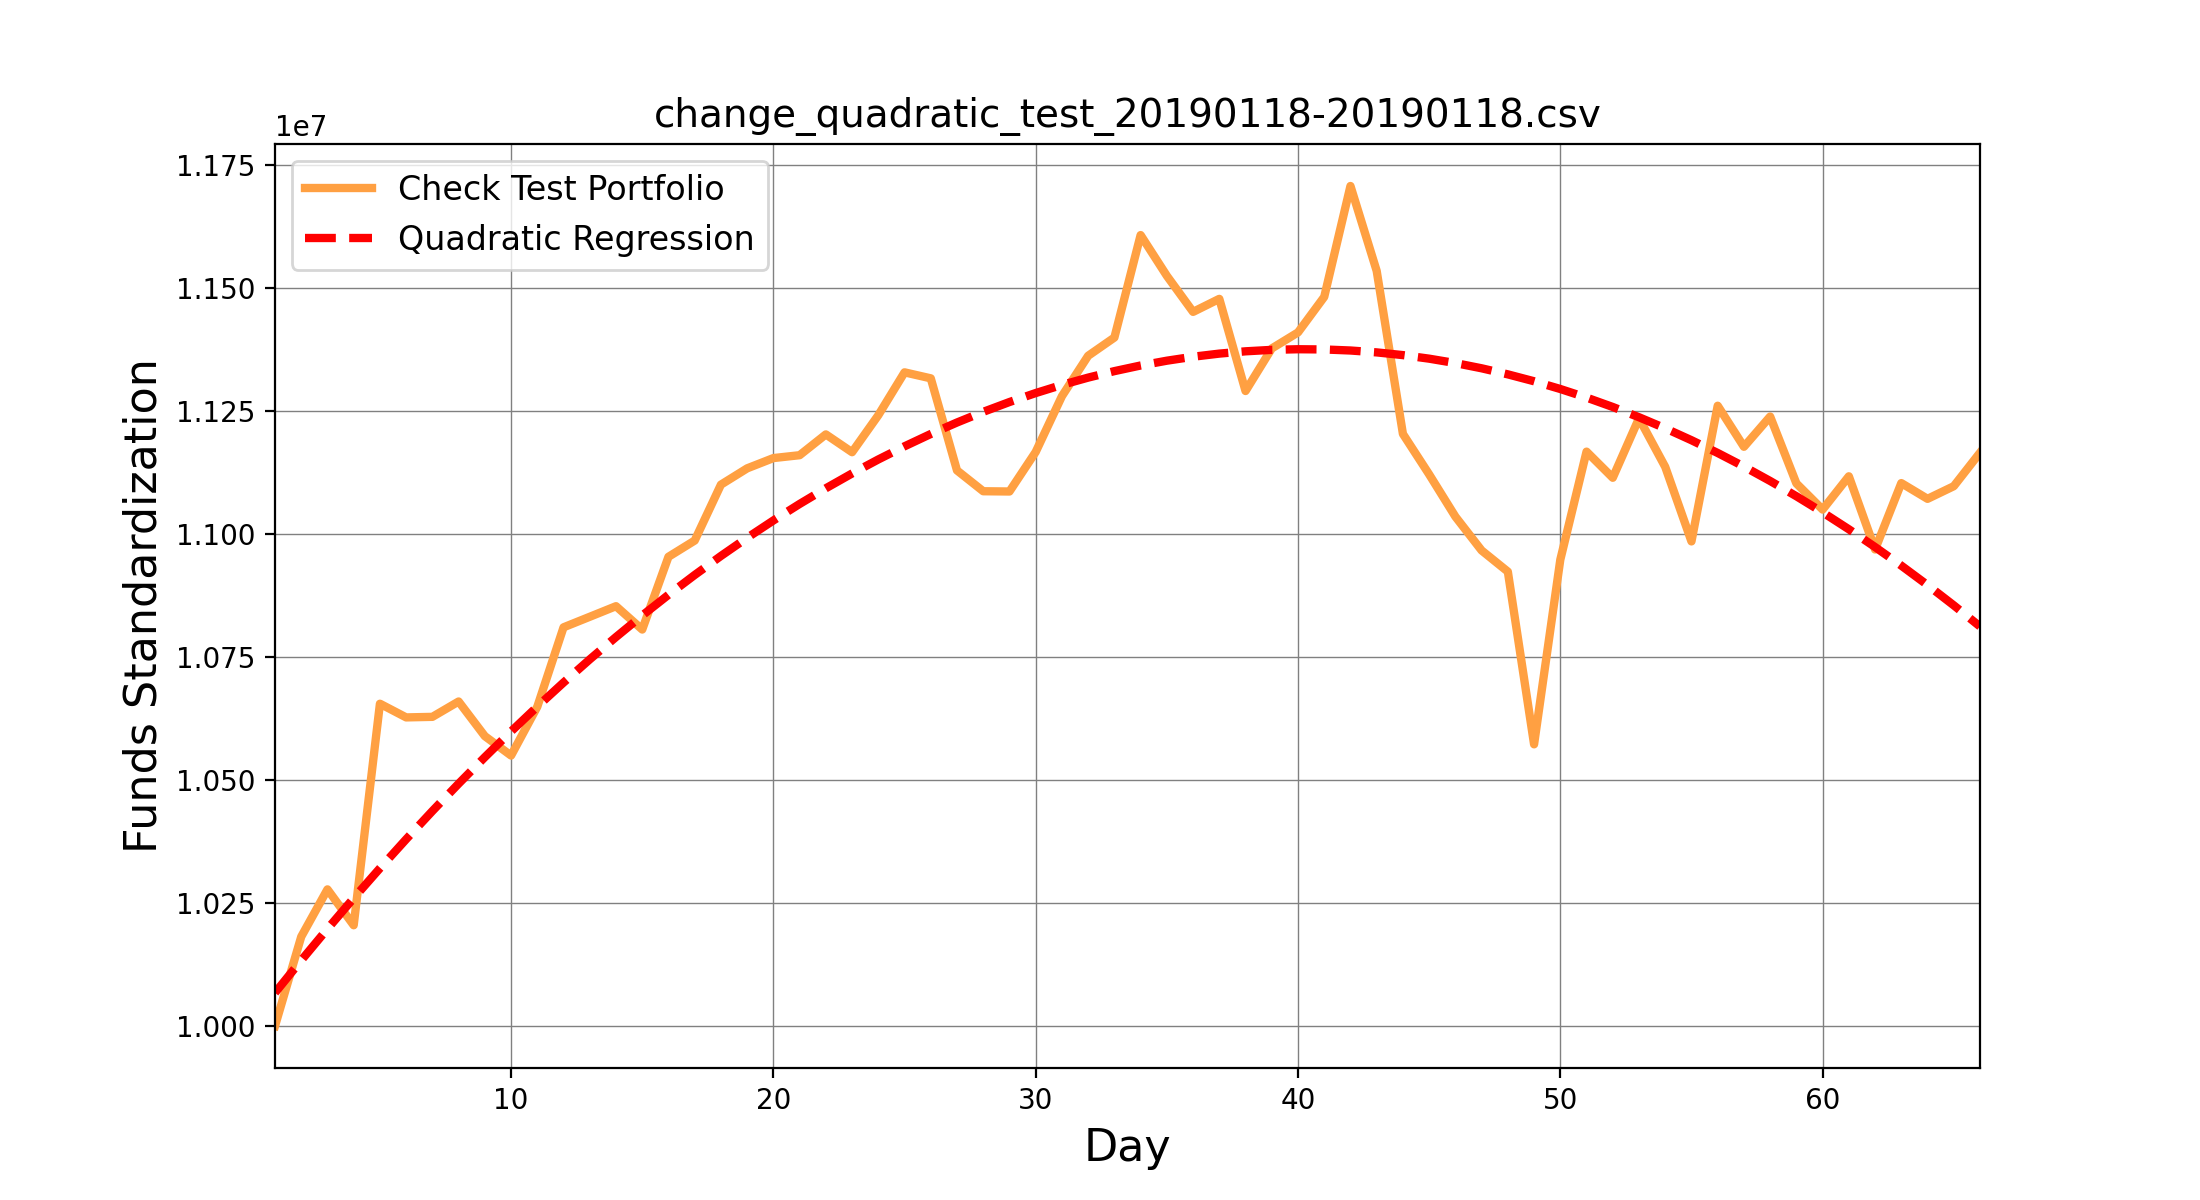 change_quadratic_test_20190118-20190118.csv
1e7
Check Test Portfolio
Quadratic Regression
1.175
1.150
1.125
1.100
1.075
1.050
1.025
1.000
Funds Standardization
10 20 30 40 50 60
Day